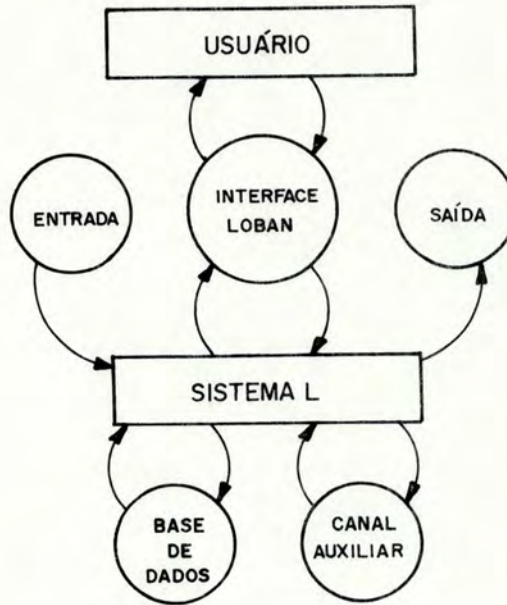 USUÁRIO
ENTRADA
INTERFACE
LOBAN
SAÍDA
SISTEMA L
BASE
DE
DADOS
CANAL
AUXILIAR